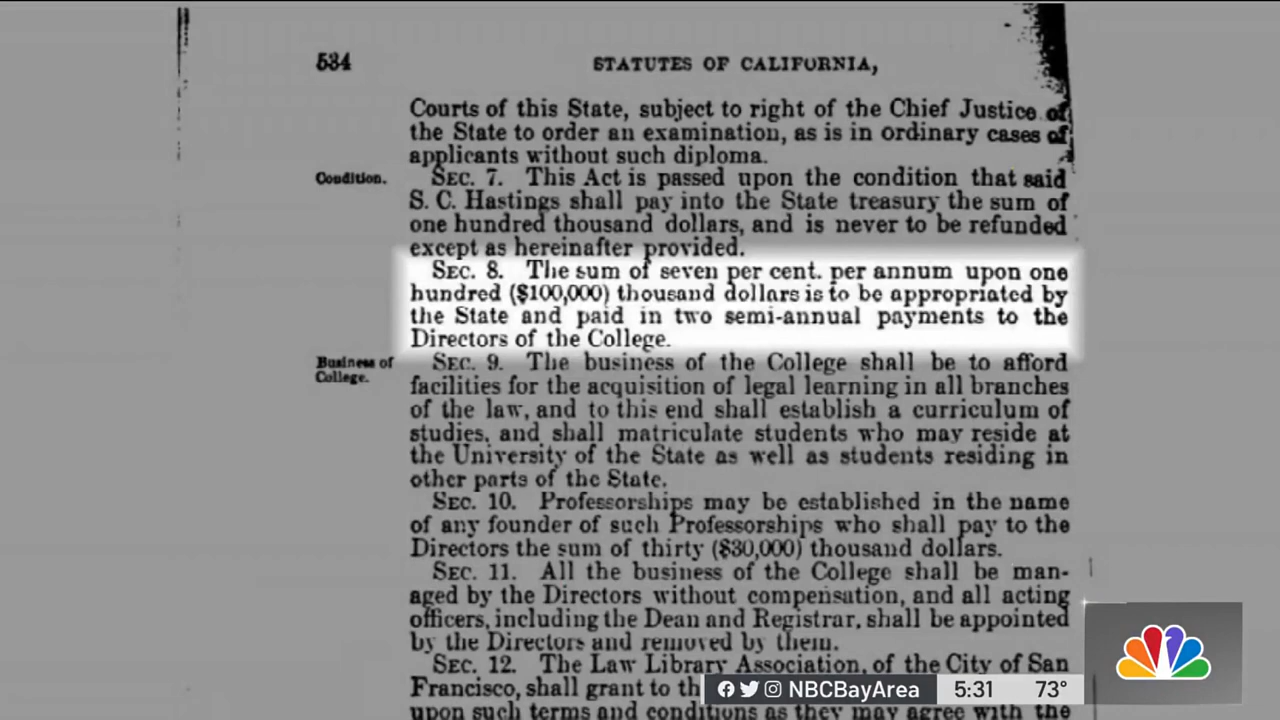 534
STATUTES OF CALIFORNIA,
Courts of this State, subject to right of the Chief Justice of
the State to order an examination, as is in ordinary cases of
applicants without such diploma.
Condition.
SEC. 7. This Act is passed upon the condition that said
S. C. Hastings shall pay into the State treasury the sum of
one hundred thousand dollars, and is never to be refunded
except as hereinafter provided.
SEC. 8. The sum of seven per cent. per annum upon one
hundred ($100,000) thousand dollars is to be appropriated by
the State and paid in two semi-annual payments to the
Directors of the College.
Business of
College.
SEC. 9. The business of the College shall be to afford
facilities for the acquisition of legal learning in all branches
of the law, and to this end shall establish a curriculum of
studies, and shall matriculate students who may reside at
the University of the State as well as students residing in
other parts of the State.
SEC. 10. Professorships may be established in the name
of any founder of such Professorships who shall pay to the
Directors the sum of thirty ($30,000) thousand dollars.
SEC. 11. All the business of the College shall be man-
aged by the Directors without compensation, and all acting
officers, including the Dean and Registrar, shall be appointed
by the Directors and removed by them.
SEC. 12. The Law Library Association, of the City of San
Francisco, shall grant to th
upon such terms and conditions as they may agree with the
NBCBayArea
5:31
73°